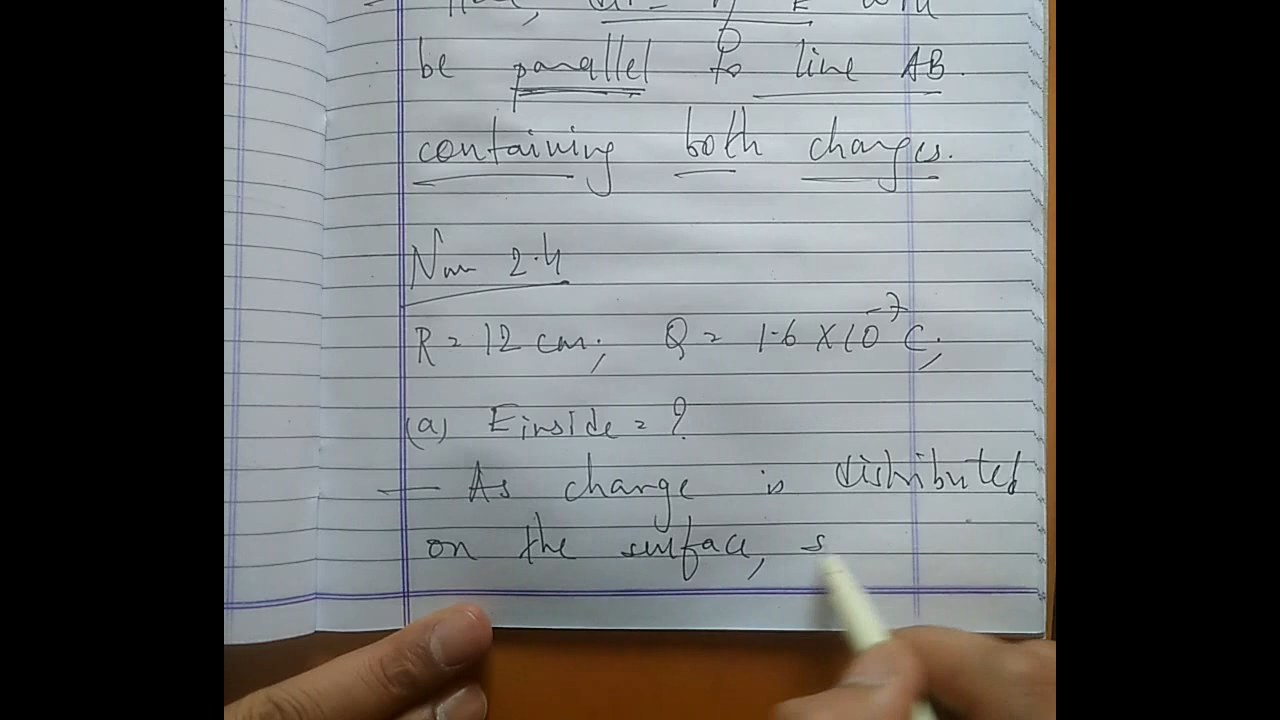 be parallel to line AB.
containing both charges.
Num 2.4
R = 12 cm; Q = 1.6 × 10⁻⁷ C;
(a) Einside = ?
— As charge is distributed
on the surface, s